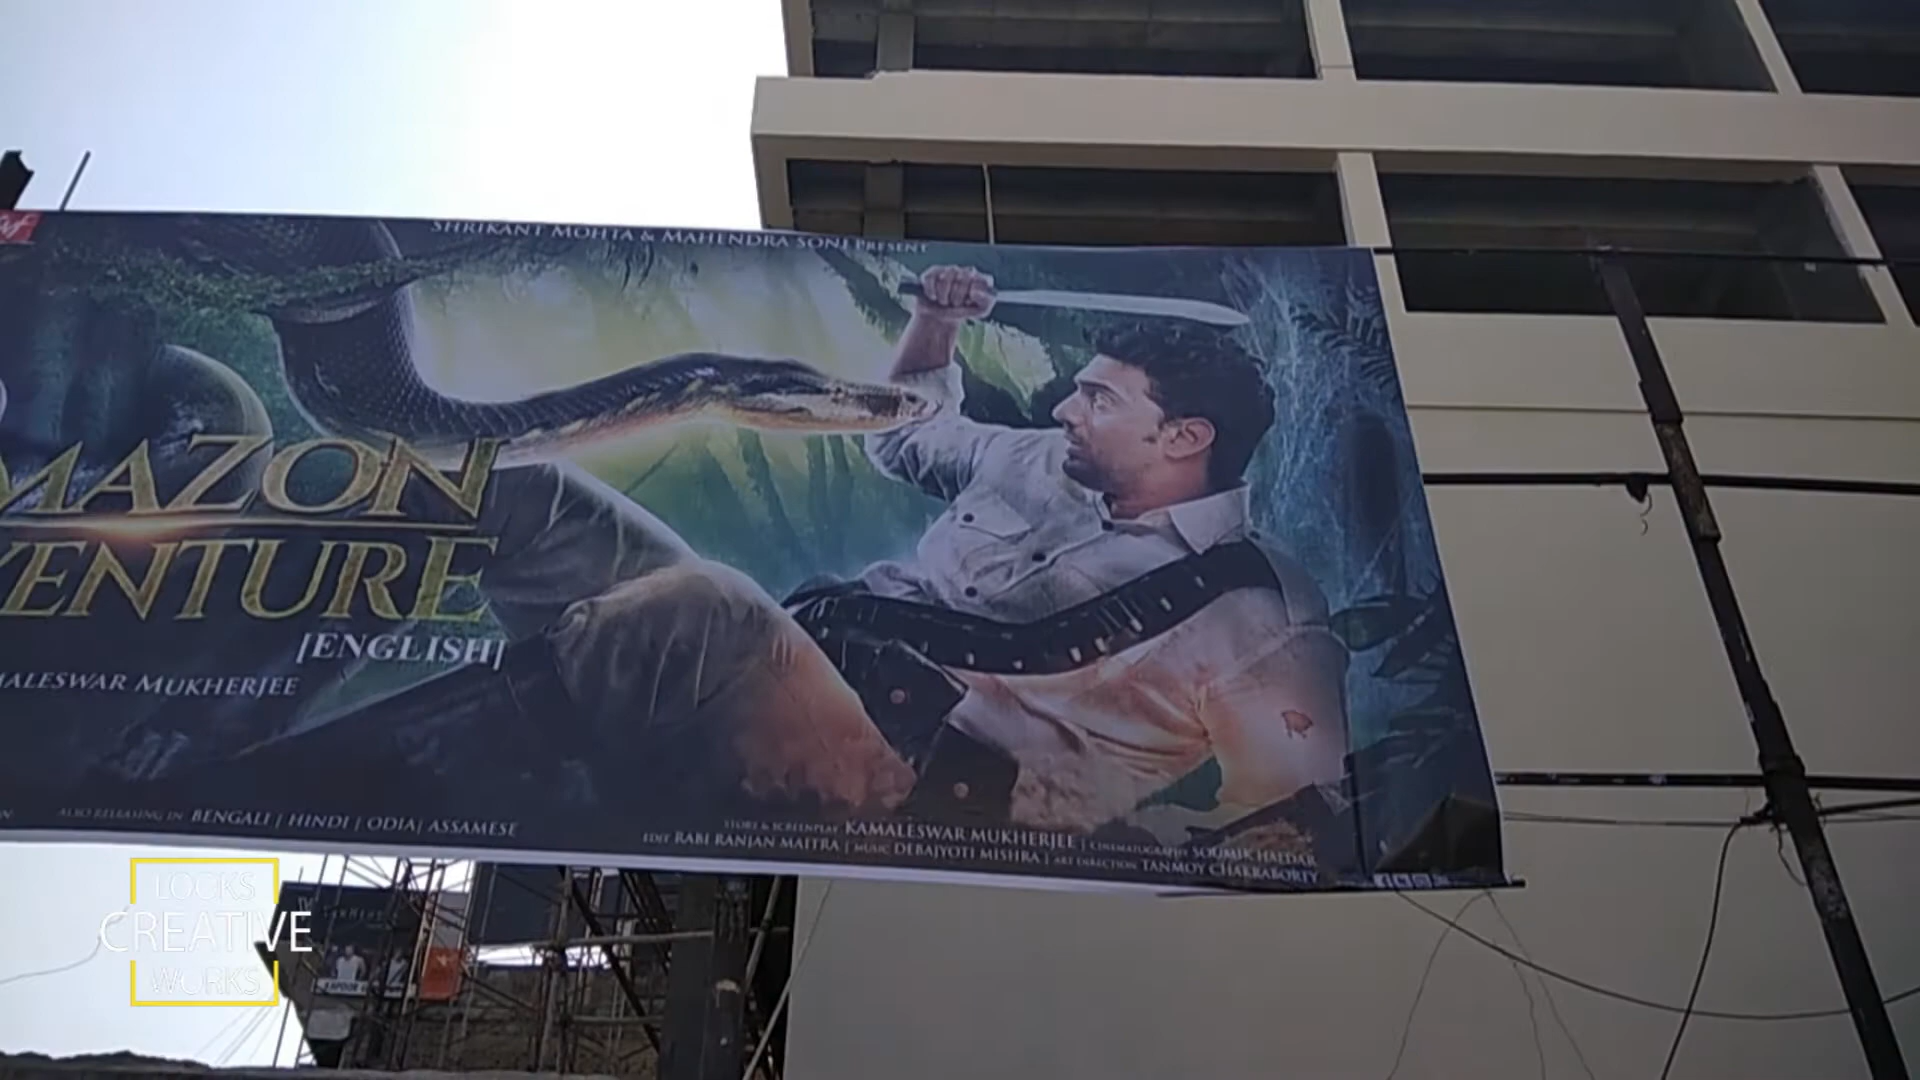 SHRIKANT MOHTA & MAHENDRA SONI PRESENT
MAZON
VENTURE
[ENGLISH]
MALESWAR MUKHERJEE
ALSO RELEASING IN BENGALI | HINDI | ODIA | ASSAMESE
STORY & SCREENPLAY KAMALESWAR MUKHERJEE | CINEMATOGRAPHY SOUMIK HALDAR
EDIT RABI RANJAN MAITRA | MUSIC DEBAJYOTI MISHRA | ART DIRECTION TANMOY CHAKRABORTY
LOOKS
CREATIVE
WORKS